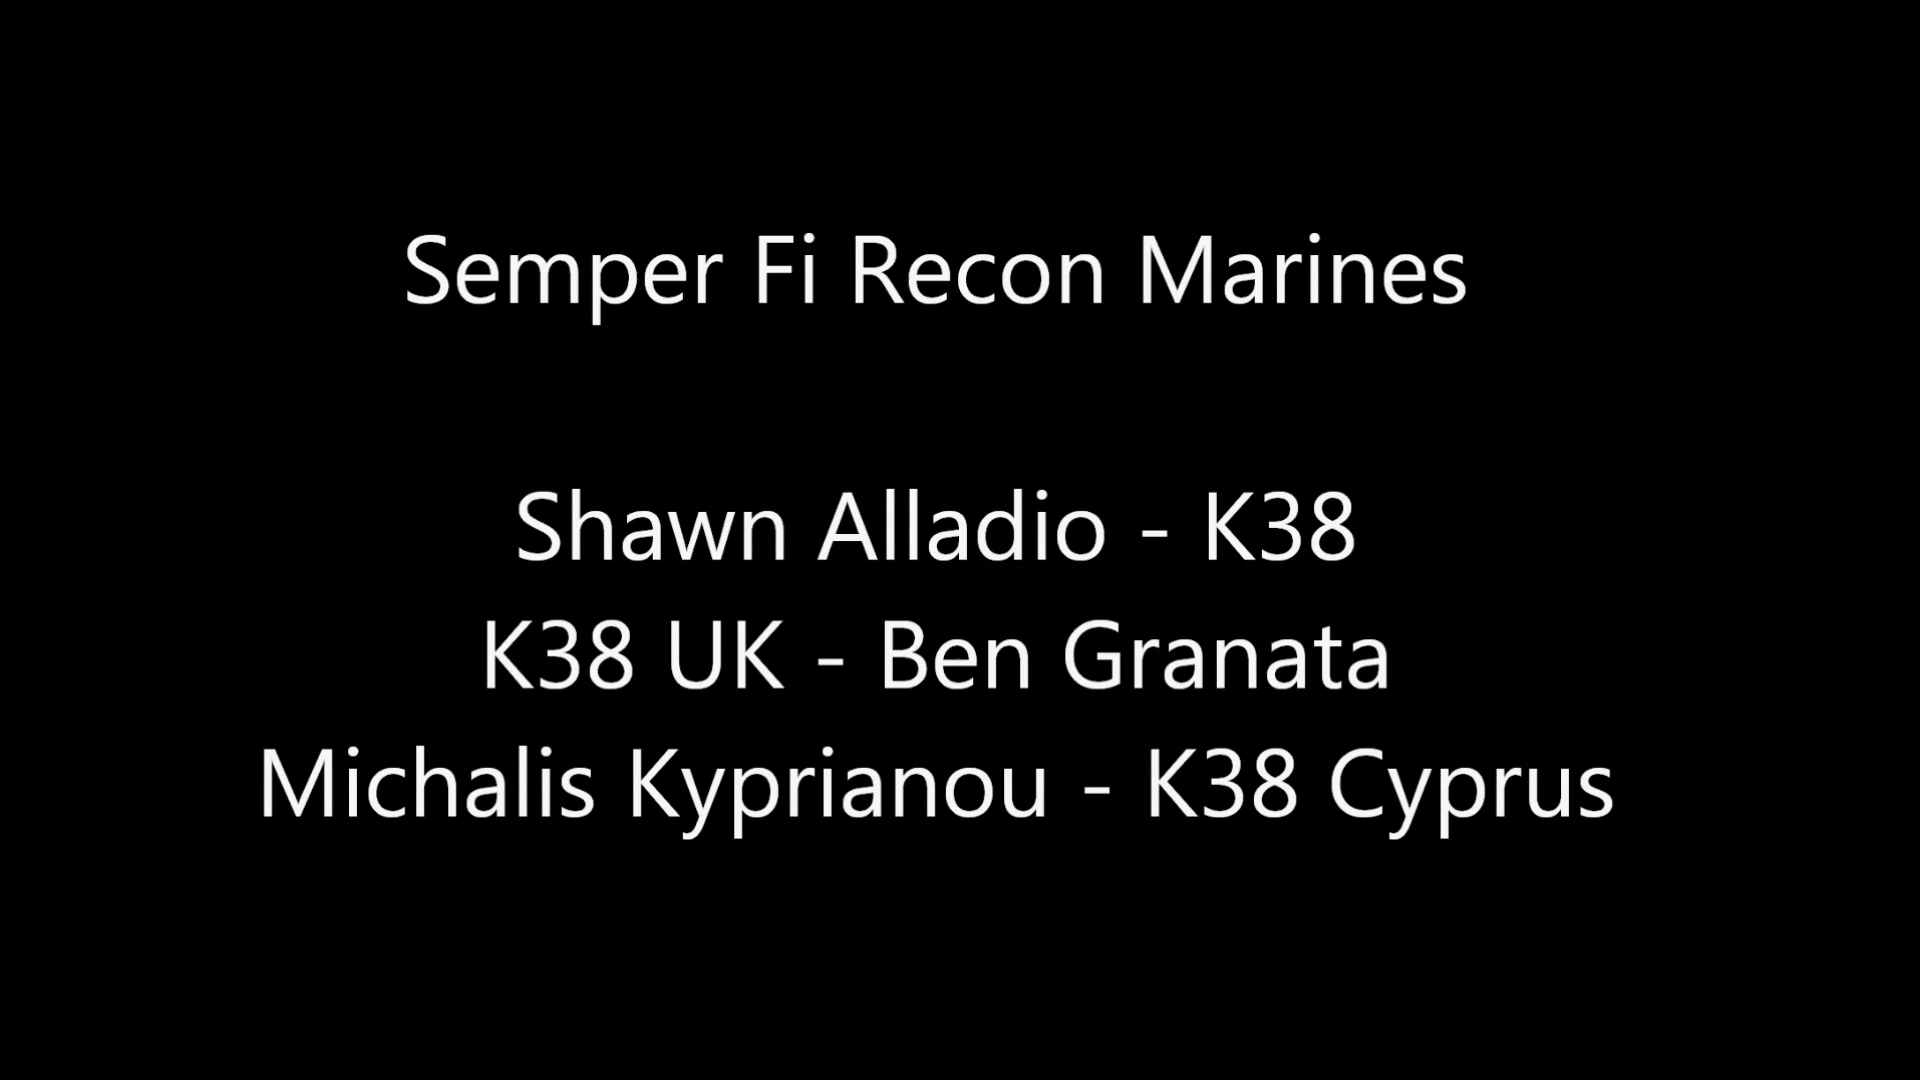 Semper Fi Recon Marines
Shawn Alladio - K38
K38 UK - Ben Granata
Michalis Kyprianou - K38 Cyprus